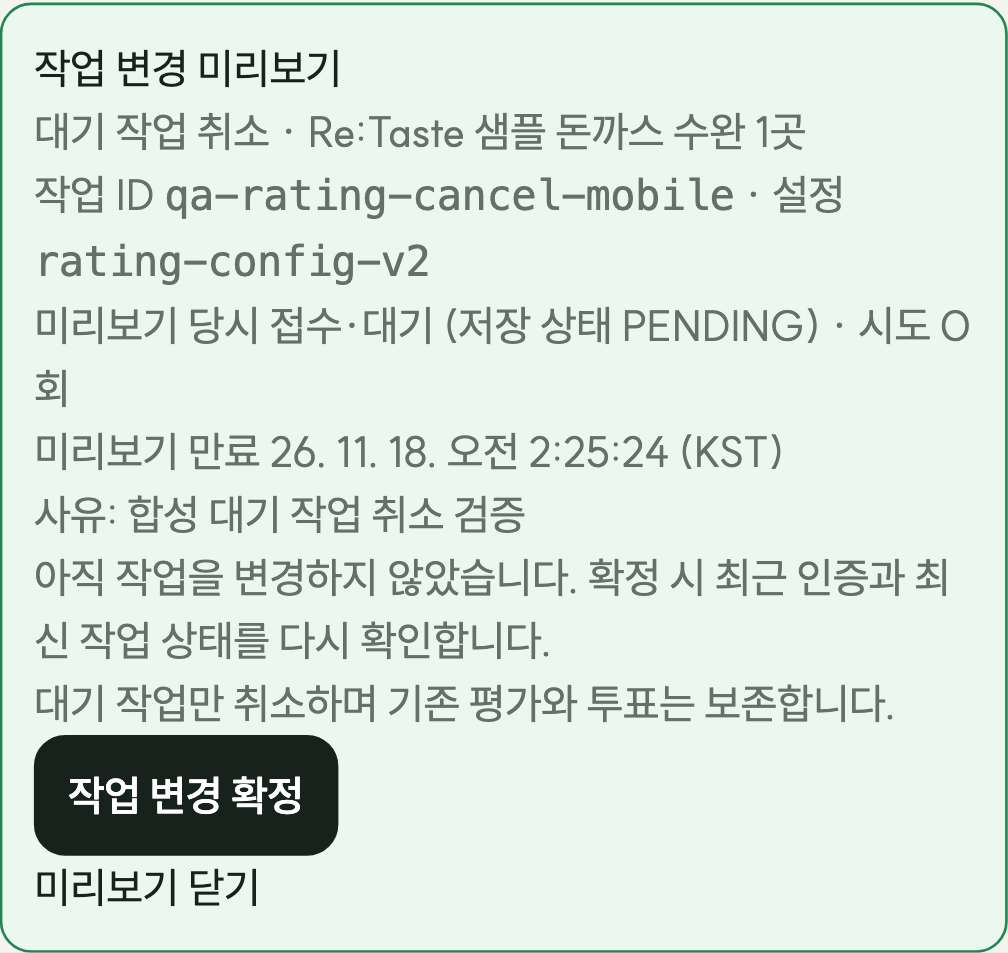 작업 변경 미리보기
대기 작업 취소 · Re:Taste 샘플 돈까스 수완 1곳
작업 ID qa-rating-cancel-mobile · 설정
rating-config-v2
미리보기 당시 접수·대기 (저장 상태 PENDING) · 시도 0
회
미리보기 만료 26. 11. 18. 오전 2:25:24 (KST)
사유: 합성 대기 작업 취소 검증
아직 작업을 변경하지 않았습니다. 확정 시 최근 인증과 최
신 작업 상태를 다시 확인합니다.
대기 작업만 취소하며 기존 평가와 투표는 보존합니다.
작업 변경 확정
미리보기 닫기